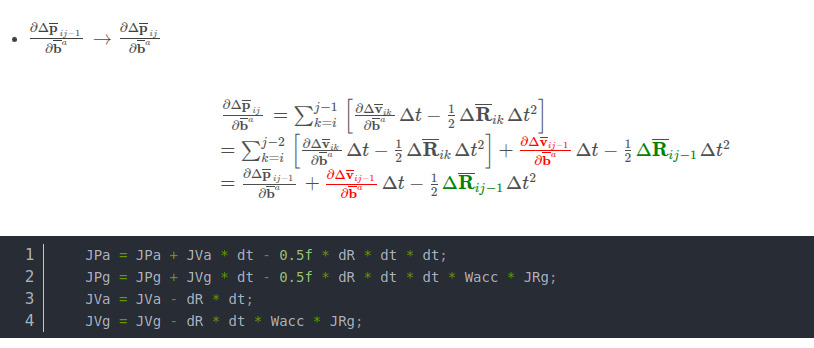 • $\frac{\partial \Delta \overline{\mathbf{p}}_{ij-1}}{\partial \overline{\mathbf{b}}^{a}} \rightarrow \frac{\partial \Delta \overline{\mathbf{p}}_{ij}}{\partial \overline{\mathbf{b}}^{a}}$
$\frac{\partial \Delta \overline{\mathbf{p}}_{ij}}{\partial \overline{\mathbf{b}}^{a}} = \sum_{k=i}^{j-1} \left[ \frac{\partial \Delta \overline{\mathbf{v}}_{ik}}{\partial \overline{\mathbf{b}}^{a}} \Delta t - \frac{1}{2} \Delta \overline{\mathbf{R}}_{ik} \Delta t^2 \right]$
$= \sum_{k=i}^{j-2} \left[ \frac{\partial \Delta \overline{\mathbf{v}}_{ik}}{\partial \overline{\mathbf{b}}^{a}} \Delta t - \frac{1}{2} \Delta \overline{\mathbf{R}}_{ik} \Delta t^2 \right] + \frac{\partial \Delta \overline{\mathbf{v}}_{ij-1}}{\partial \overline{\mathbf{b}}^{a}} \Delta t - \frac{1}{2} \Delta \overline{\mathbf{R}}_{ij-1} \Delta t^2$
$= \frac{\partial \Delta \overline{\mathbf{p}}_{ij-1}}{\partial \overline{\mathbf{b}}^{a}} + \frac{\partial \Delta \overline{\mathbf{v}}_{ij-1}}{\partial \overline{\mathbf{b}}^{a}} \Delta t - \frac{1}{2} \Delta \overline{\mathbf{R}}_{ij-1} \Delta t^2$
1 JPa = JPa + JVa * dt - 0.5f * dR * dt * dt;
2 JPg = JPg + JVg * dt - 0.5f * dR * dt * dt * Wacc * JRg;
3 JVa = JVa - dR * dt;
4 JVg = JVg - dR * dt * Wacc * JRg;